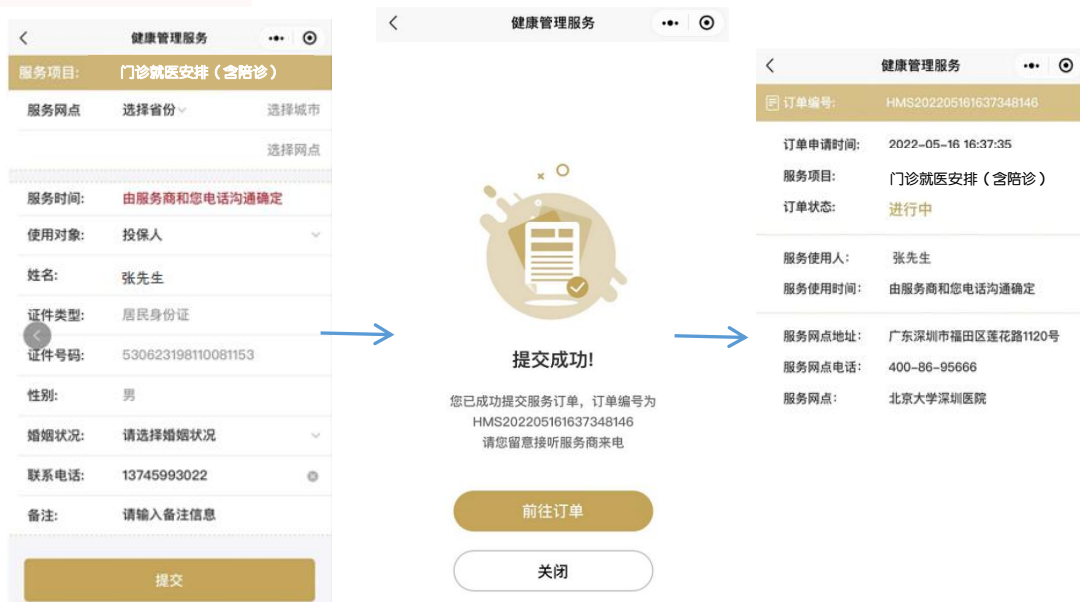 健康管理服务
服务项目: 门诊就医安排（含陪诊）
服务网点 选择省份 选择城市
选择网点
服务时间: 由服务商和您电话沟通确定
使用对象: 投保人
姓名: 张先生
证件类型: 居民身份证
证件号码: 530623198110081153
性别: 男
婚姻状况: 请选择婚姻状况
联系电话: 13745993022
备注: 请输入备注信息
提交
健康管理服务
提交成功!
您已成功提交服务订单，订单编号为
HMS202205161637348146
请您留意接听服务商来电
前往订单
关闭
健康管理服务
订单编号: HMS202205161637348146
订单申请时间: 2022-05-16 16:37:35
服务项目: 门诊就医安排（含陪诊）
订单状态: 进行中
服务使用人: 张先生
服务使用时间: 由服务商和您电话沟通确定
服务网点地址: 广东深圳市福田区莲花路1120号
服务网点电话: 400-86-95666
服务网点: 北京大学深圳医院